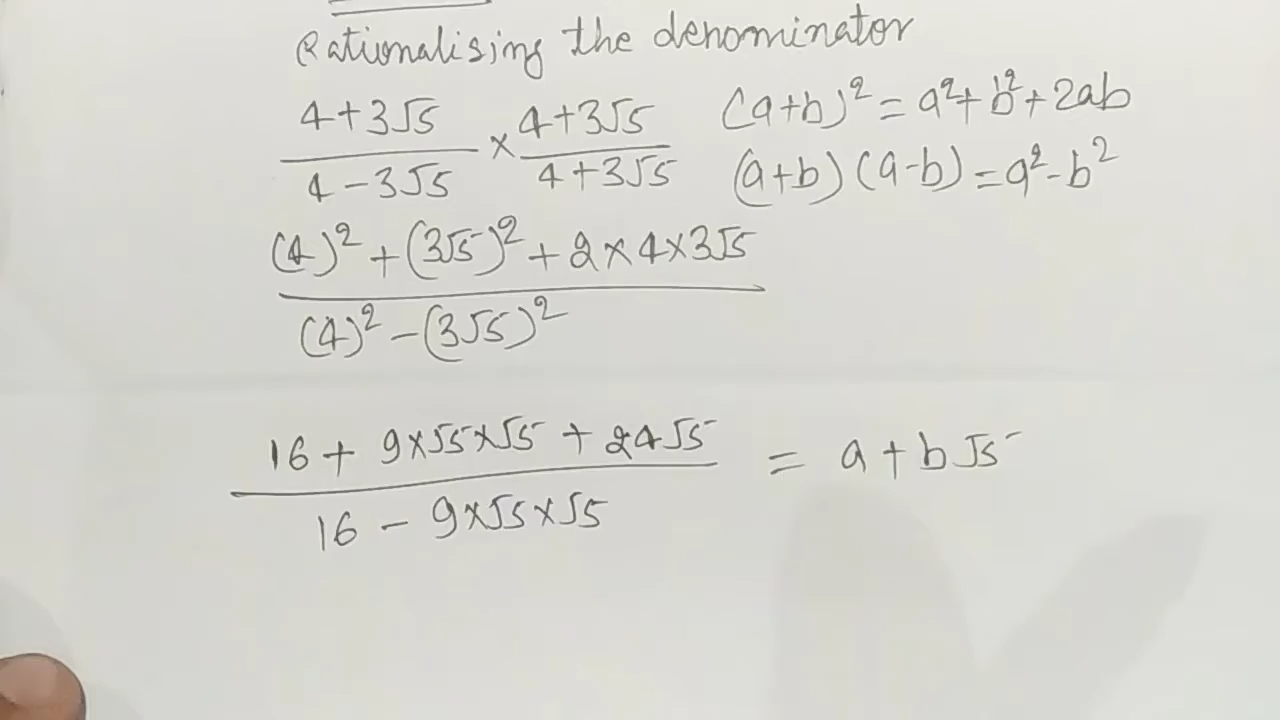 Rationalising the denominator
4+3√5 / 4-3√5 × 4+3√5 / 4+3√5
(a+b)² = a²+b²+2ab
(a+b)(a-b)=a²-b²
(4)²+(3√5)²+2×4×3√5 / (4)²-(3√5)²
16+9×√5×√5+24√5 / 16-9×√5×√5 = a+b√5